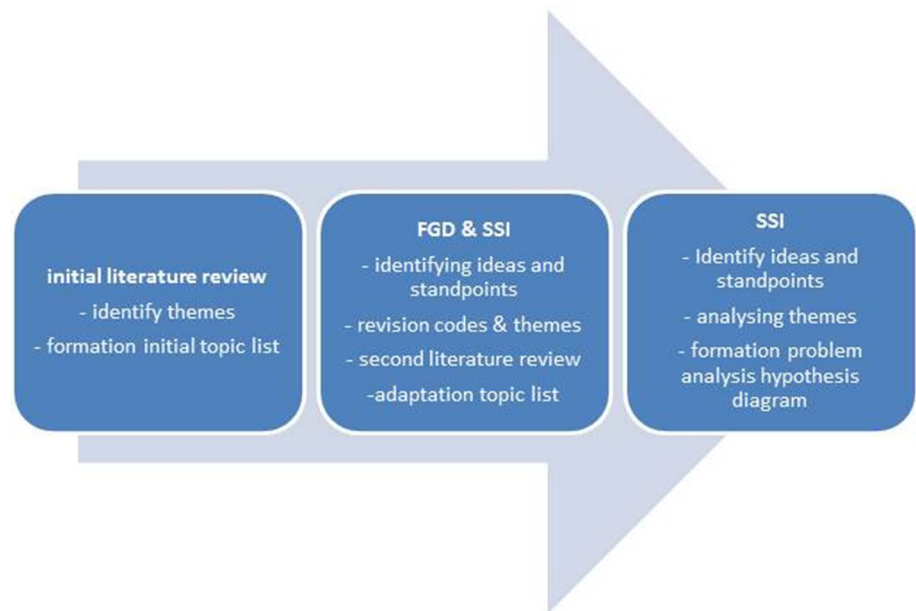 initial literature review
- identify themes
- formation initial topic list
FGD & SSI
- identifying ideas and
standpoints
- revision codes & themes
- second literature review
-adaptation topic list
SSI
- Identify ideas and
standpoints
- analysing themes
- formation problem
analysis hypothesis
diagram